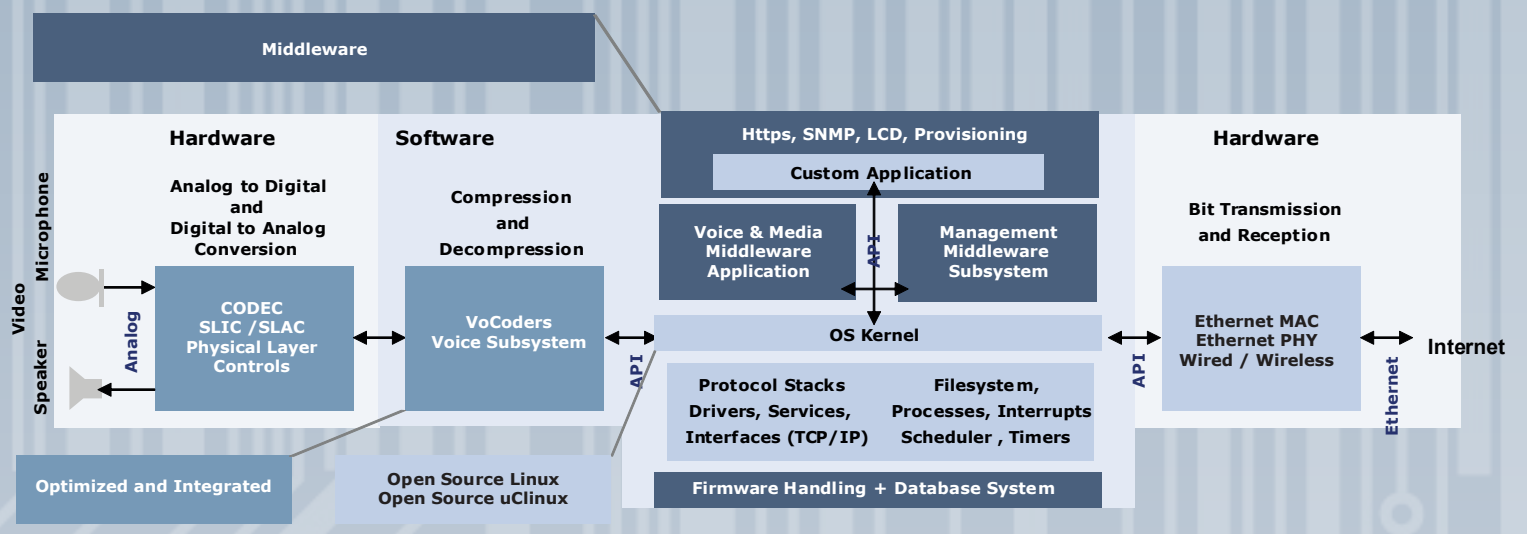 Middleware
Hardware
Software
Https, SNMP, LCD, Provisioning
Custom Application
Hardware
Video
Microphone
Speaker
Analog
Analog to Digital
and
Digital to Analog
Conversion
CODEC
SLIC /SLAC
Physical Layer
Controls
Compression
and
Decompression
VoCoders
Voice Subsystem
API
Voice & Media
Middleware
Application
API
Management
Middleware
Subsystem
OS Kernel
Protocol Stacks
Drivers, Services,
Interfaces (TCP/IP)
Filesystem,
Processes, Interrupts
Scheduler , Timers
Firmware Handling + Database System
API
Bit Transmission
and Reception
Ethernet MAC
Ethernet PHY
Wired / Wireless
Ethernet
Internet
Optimized and Integrated
Open Source Linux
Open Source uClinux